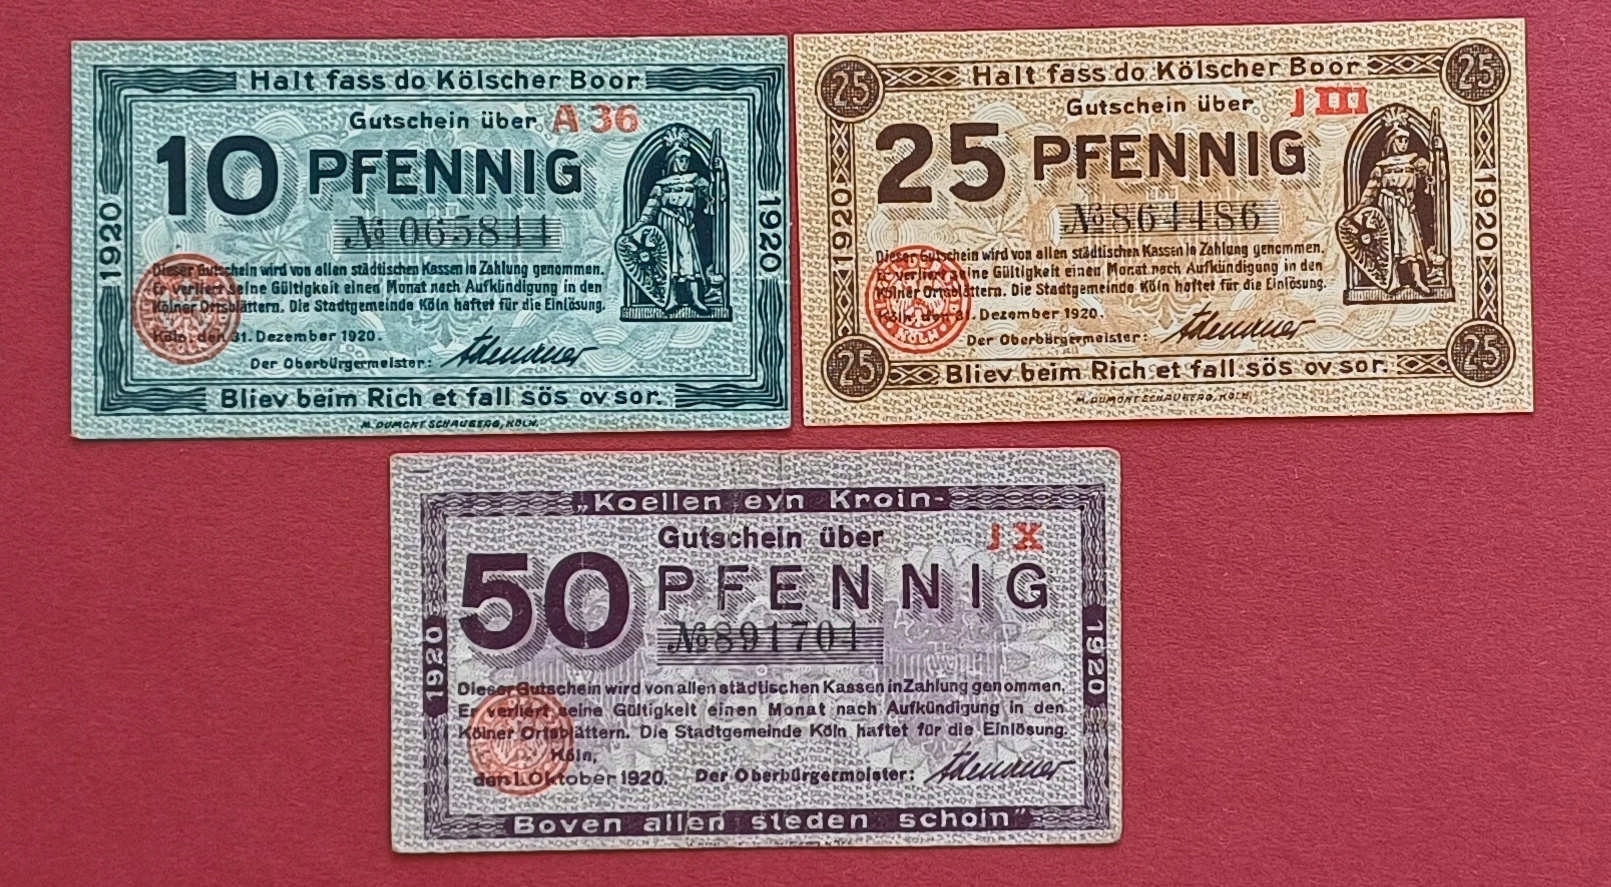 Halt fass do Kölscher Boor
Gutschein über A 36
10 PFENNIG
№ 065844
1920
1920
Dieser Gutschein wird von allen städtischen Kassen in Zahlung genommen.
Er verliert seine Gültigkeit einen Monat nach Aufkündigung in den
Kölner Ortsblättern. Die Stadtgemeinde Köln haftet für die Einlösung.
Köln, den 31. Dezember 1920.
Der Oberbürgermeister: Adenauer
Bliev beim Rich et fall sös ov sor.
M. DUMONT SCHAUBERG, KÖLN.
25
25
Halt fass do Kölscher Boor
Gutschein über J III
25 PFENNIG
№ 864486
1920
1920
Dieser Gutschein wird von allen städtischen Kassen in Zahlung genommen.
Er verliert seine Gültigkeit einen Monat nach Aufkündigung in den
Kölner Ortsblättern. Die Stadtgemeinde Köln haftet für die Einlösung.
Köln, den 31. Dezember 1920.
Der Oberbürgermeister: Adenauer
25
25
Bliev beim Rich et fall sös ov sor.
M. DUMONT SCHAUBERG, KÖLN.
„Koellen eyn Kroin-
Gutschein über J X
50 PFENNIG
№ 891701
1920
1920
Dieser Gutschein wird von allen städtischen Kassen in Zahlung genommen.
Er verliert seine Gültigkeit einen Monat nach Aufkündigung in den
Kölner Ortsblättern. Die Stadtgemeinde Köln haftet für die Einlösung.
Köln,
den 1. Oktober 1920. Der Oberbürgermeister: Adenauer
Boven allen steden schoin"